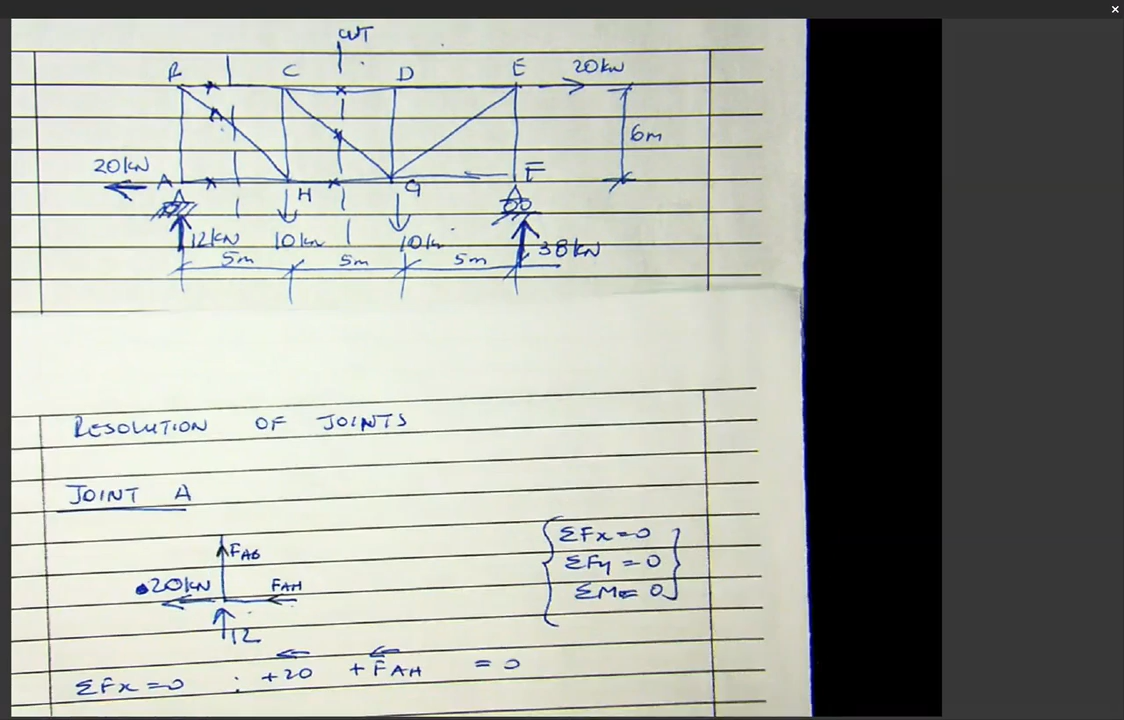 CUT
B C D E 20kN
6m
20kN A H G F
12kN 10kN 10kN 38kN
5m 5m 5m
RESOLUTION OF JOINTS
JOINT A
ΣFx=0
FAB
ΣFy=0
20kN FAH
ΣM=0
12
ΣFx=0 : +20 +FAH = 0